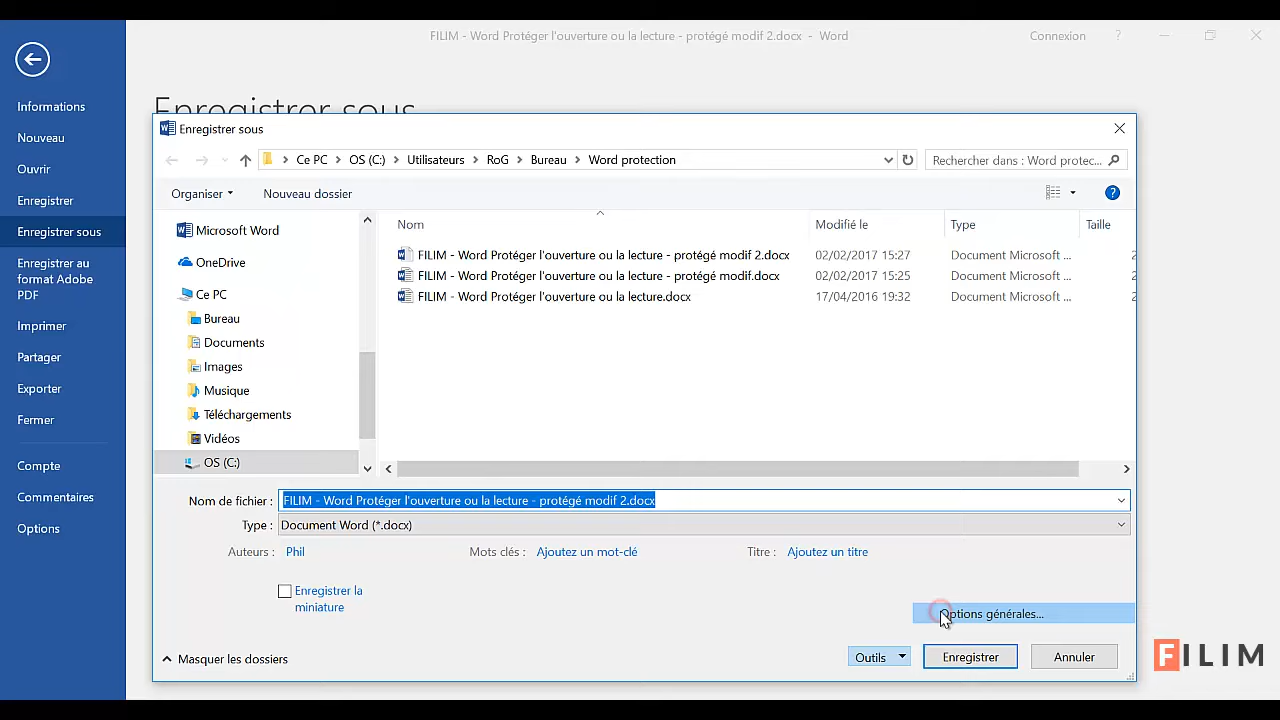 FILIM - Word Protéger l'ouverture ou la lecture - protégé modif 2.docx - Word
Connexion
?
Informations
Nouveau
Ouvrir
Enregistrer
Enregistrer sous
Enregistrer au
format Adobe
PDF
Imprimer
Partager
Exporter
Fermer
Compte
Commentaires
Options
Enregistrer sous
Enregistrer sous
Ce PC > OS (C:) > Utilisateurs > RoG > Bureau > Word protection
Rechercher dans : Word protec...
Organiser
Nouveau dossier
?
Microsoft Word
OneDrive
Ce PC
Bureau
Documents
Images
Musique
Téléchargements
Vidéos
OS (C:)
Nom Modifié le Type Taille
FILIM - Word Protéger l'ouverture ou la lecture - protégé modif 2.docx 02/02/2017 15:27 Document Microsoft ... 2
FILIM - Word Protéger l'ouverture ou la lecture - protégé modif.docx 02/02/2017 15:25 Document Microsoft ... 2
FILIM - Word Protéger l'ouverture ou la lecture.docx 17/04/2016 19:32 Document Microsoft ... 2
Nom de fichier : FILIM - Word Protéger l'ouverture ou la lecture - protégé modif 2.docx
Type : Document Word (*.docx)
Auteurs : Phil Mots clés : Ajoutez un mot-clé Titre : Ajoutez un titre
Enregistrer la
miniature
Options générales...
Masquer les dossiers
Outils
Enregistrer
Annuler
FILIM